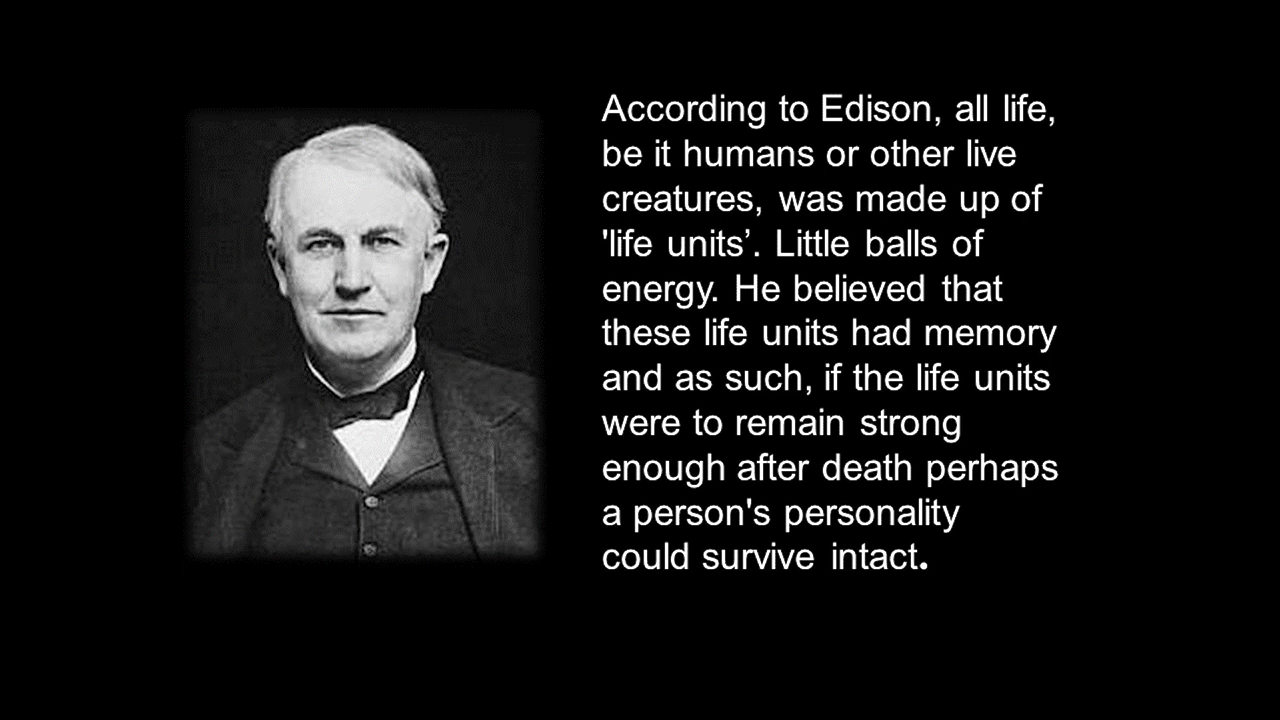 According to Edison, all life,
be it humans or other live
creatures, was made up of
'life units’. Little balls of
energy. He believed that
these life units had memory
and as such, if the life units
were to remain strong
enough after death perhaps
a person's personality
could survive intact.